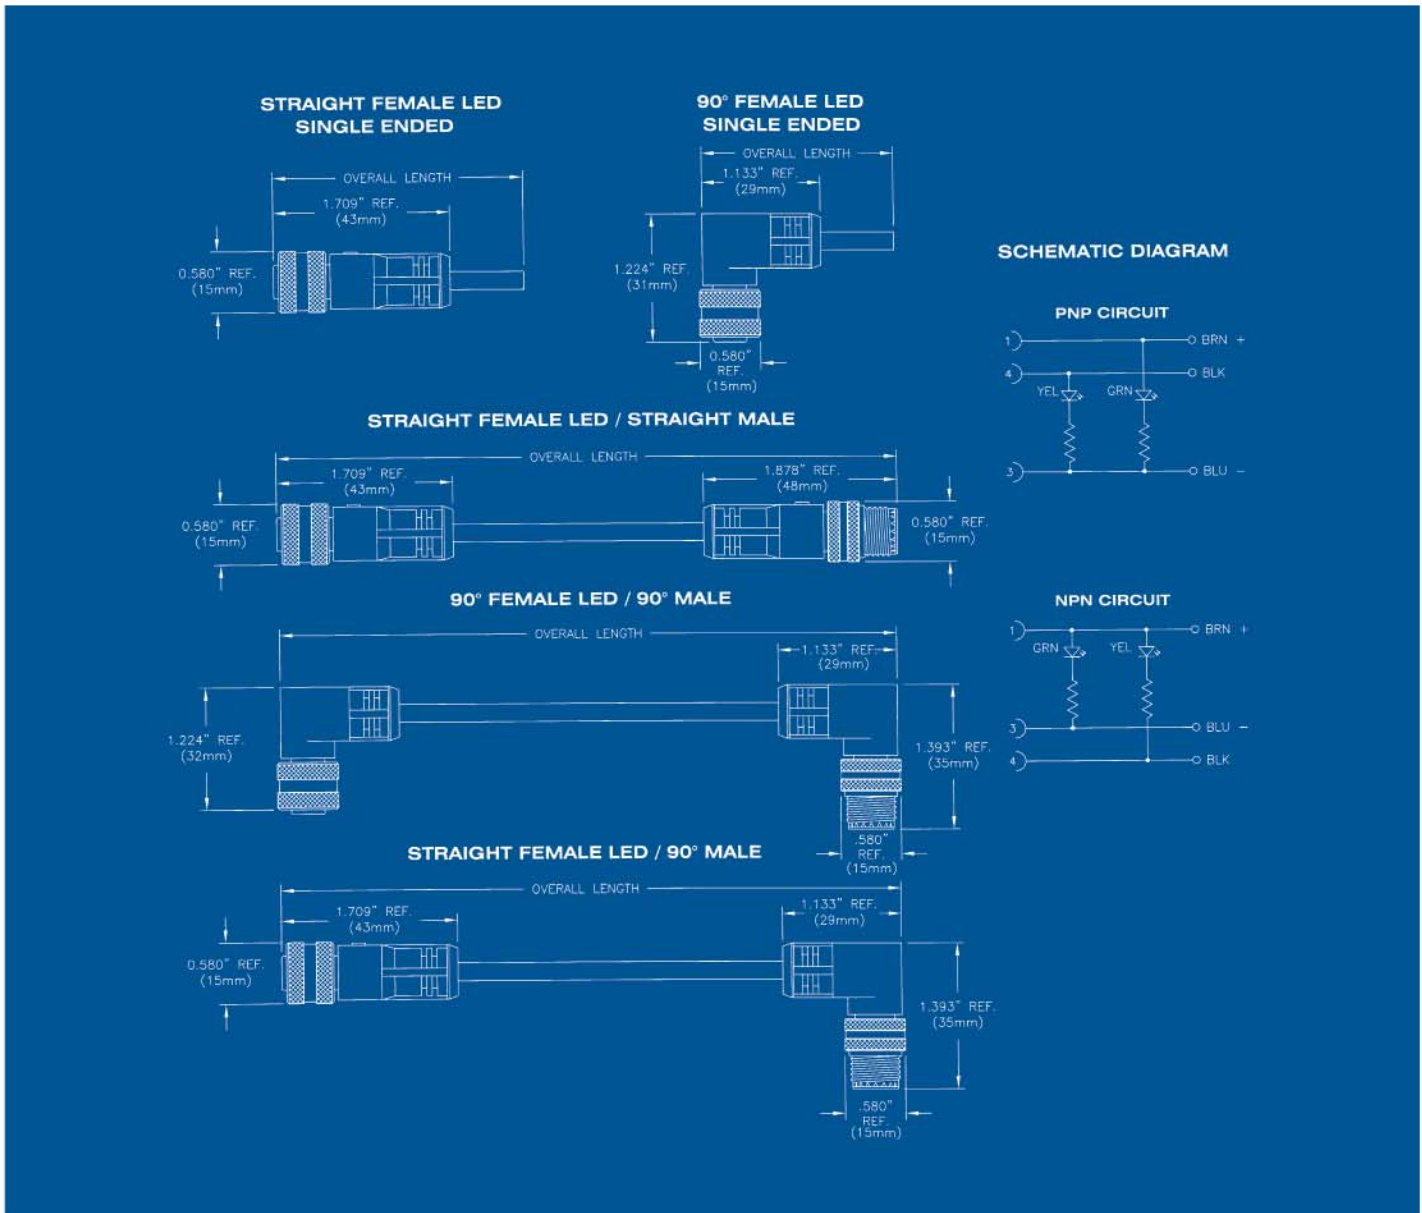 STRAIGHT FEMALE LED
SINGLE ENDED
OVERALL LENGTH
1.709" REF.
(43mm)
0.580" REF.
(15mm)
90° FEMALE LED
SINGLE ENDED
OVERALL LENGTH
1.133" REF.
(29mm)
1.224" REF.
(31mm)
0.580"
REF.
(15mm)
SCHEMATIC DIAGRAM
PNP CIRCUIT
1
BRN +
4
BLK
YEL
GRN
3
BLU -
STRAIGHT FEMALE LED / STRAIGHT MALE
OVERALL LENGTH
1.709" REF.
(43mm)
1.878" REF.
(48mm)
0.580" REF.
(15mm)
0.580" REF.
(15mm)
90° FEMALE LED / 90° MALE
OVERALL LENGTH
1.133" REF.
(29mm)
1.224" REF.
(32mm)
1.393" REF.
(35mm)
.580"
REF.
(15mm)
NPN CIRCUIT
1
BRN +
GRN
YEL
3
BLU -
4
BLK
STRAIGHT FEMALE LED / 90° MALE
OVERALL LENGTH
1.709" REF.
(43mm)
1.133" REF.
(29mm)
0.580" REF.
(15mm)
1.393" REF.
(35mm)
.580"
REF.
(15mm)